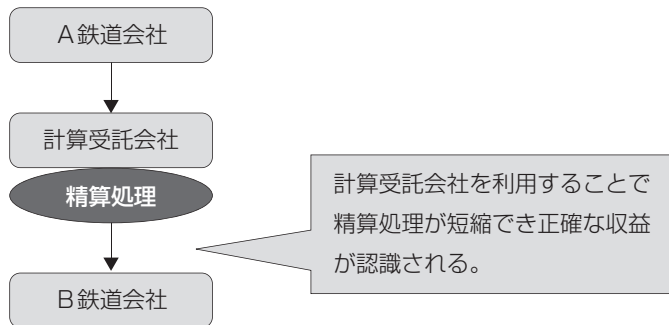 A鉄道会社
計算受託会社
精算処理
計算受託会社を利用することで
精算処理が短縮でき正確な収益
が認識される。
B鉄道会社